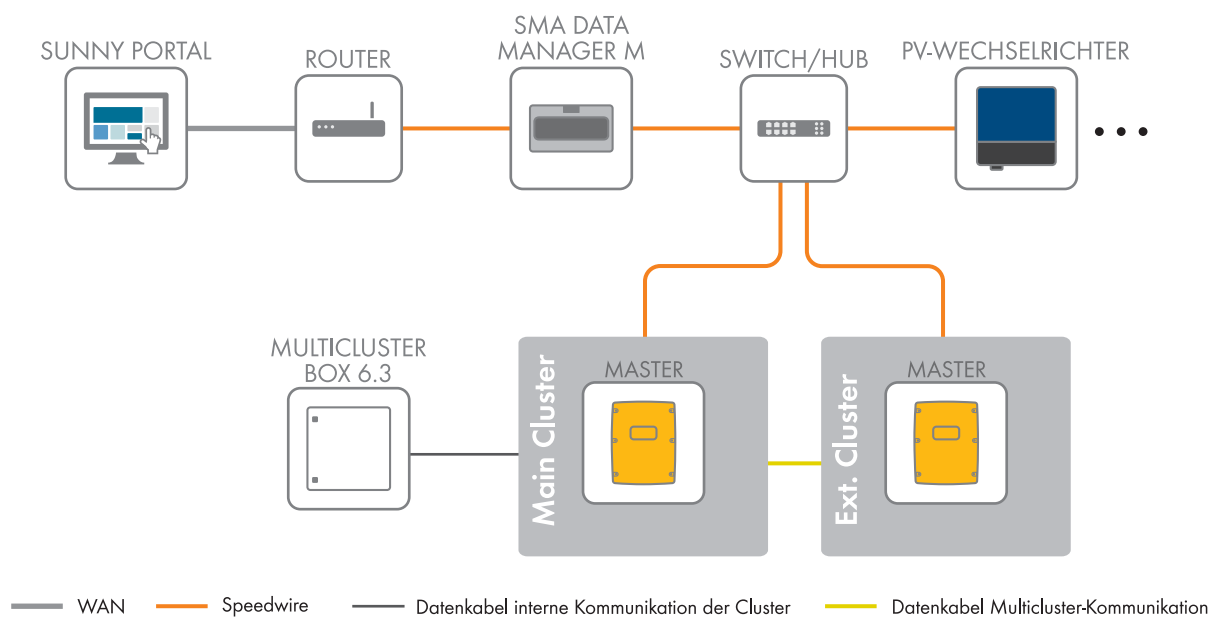 SUNNY PORTAL
ROUTER
SMA DATA
MANAGER M
SWITCH/HUB
PV-WECHSELRICHTER
MULTICLUSTER
BOX 6.3
Main Cluster
MASTER
Ext. Cluster
MASTER
WAN
Speedwire
Datenkabel interne Kommunikation der Cluster
Datenkabel Multicluster-Kommunikation